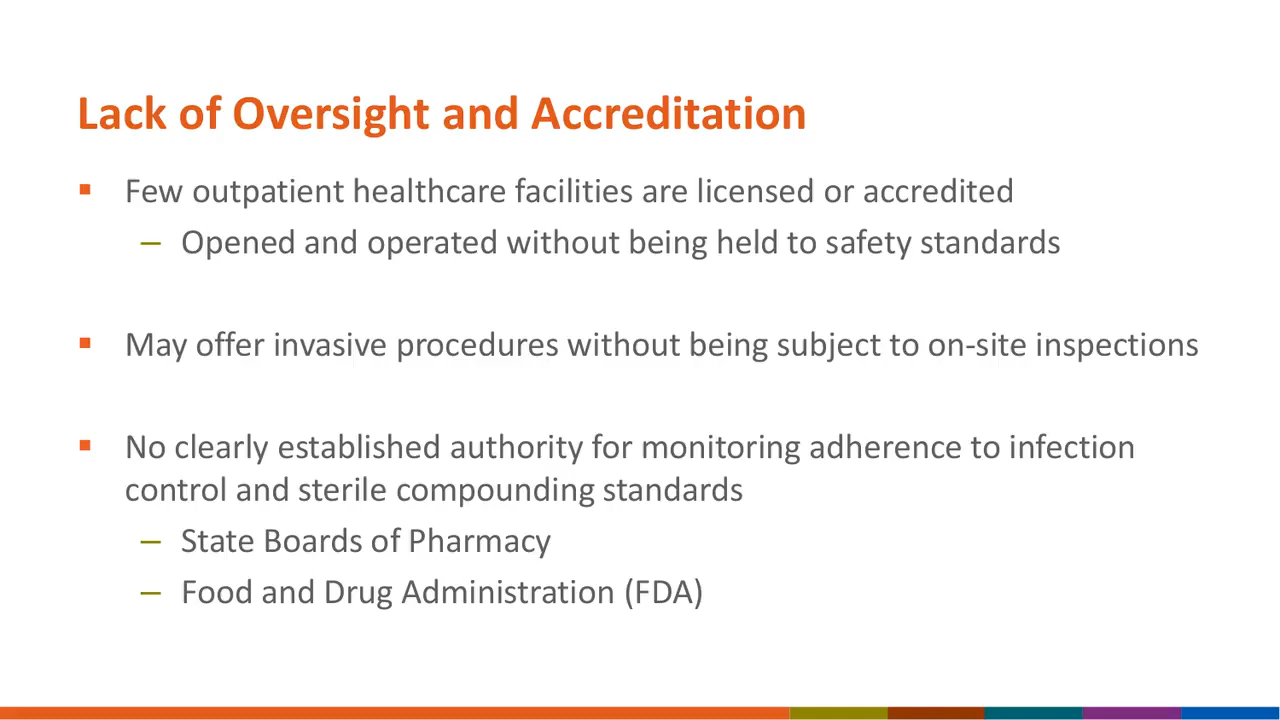 Lack of Oversight and Accreditation
▪ Few outpatient healthcare facilities are licensed or accredited
– Opened and operated without being held to safety standards
▪ May offer invasive procedures without being subject to on-site inspections
▪ No clearly established authority for monitoring adherence to infection
control and sterile compounding standards
– State Boards of Pharmacy
– Food and Drug Administration (FDA)